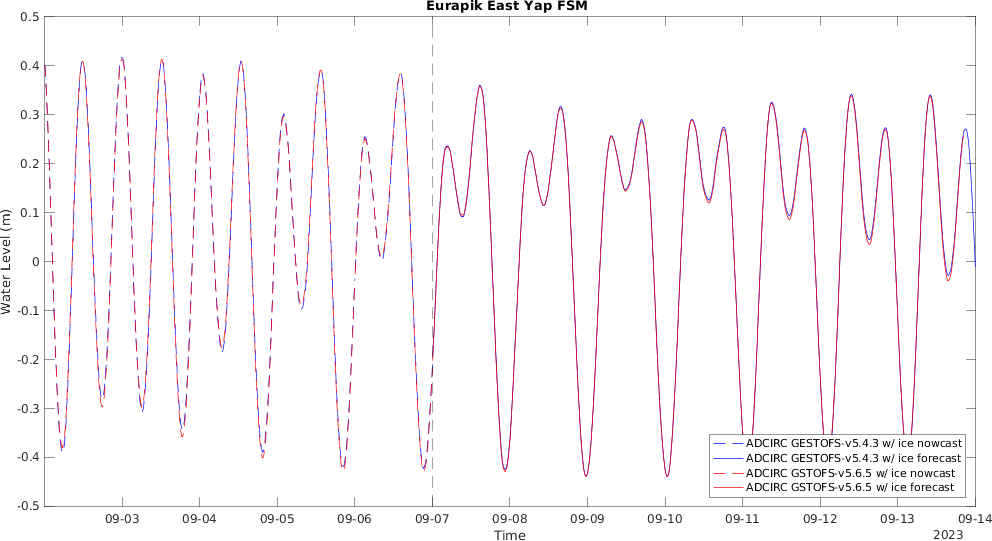 Eurapik East Yap FSM
0.5
0.4
0.3
0.2
0.1
0
-0.1
-0.2
-0.3
-0.4
-0.5
Water Level (m)
ADCIRC GESTOFS-v5.4.3 w/ ice nowcast
ADCIRC GESTOFS-v5.4.3 w/ ice forecast
ADCIRC GSTOFS-v5.6.5 w/ ice nowcast
ADCIRC GSTOFS-v5.6.5 w/ ice forecast
09-03 09-04 09-05 09-06 09-07 09-08 09-09 09-10 09-11 09-12 09-13 09-14
Time
2023